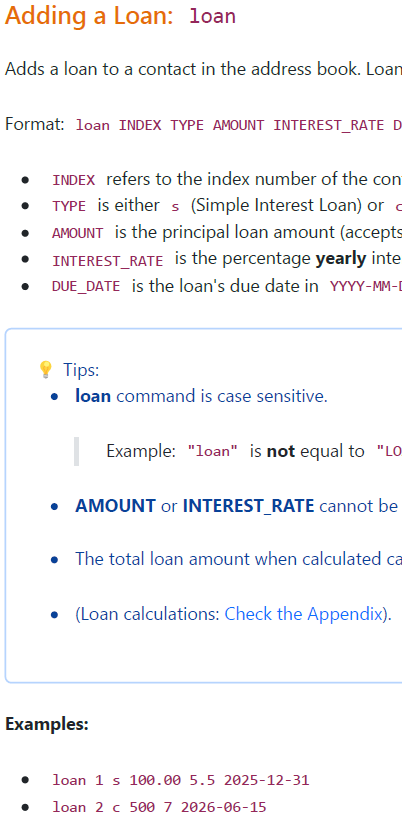 Adding a Loan: loan
Adds a loan to a contact in the address book. Loan
Format: loan INDEX TYPE AMOUNT INTEREST_RATE D
INDEX refers to the index number of the con
TYPE is either s (Simple Interest Loan) or c
AMOUNT is the principal loan amount (accepts
INTEREST_RATE is the percentage yearly inte
DUE_DATE is the loan's due date in YYYY-MM-D
Tips:
loan command is case sensitive.
Example: "loan" is not equal to "LO
AMOUNT or INTEREST_RATE cannot be
The total loan amount when calculated ca
(Loan calculations: Check the Appendix).
Examples:
loan 1 s 100.00 5.5 2025-12-31
loan 2 c 500 7 2026-06-15